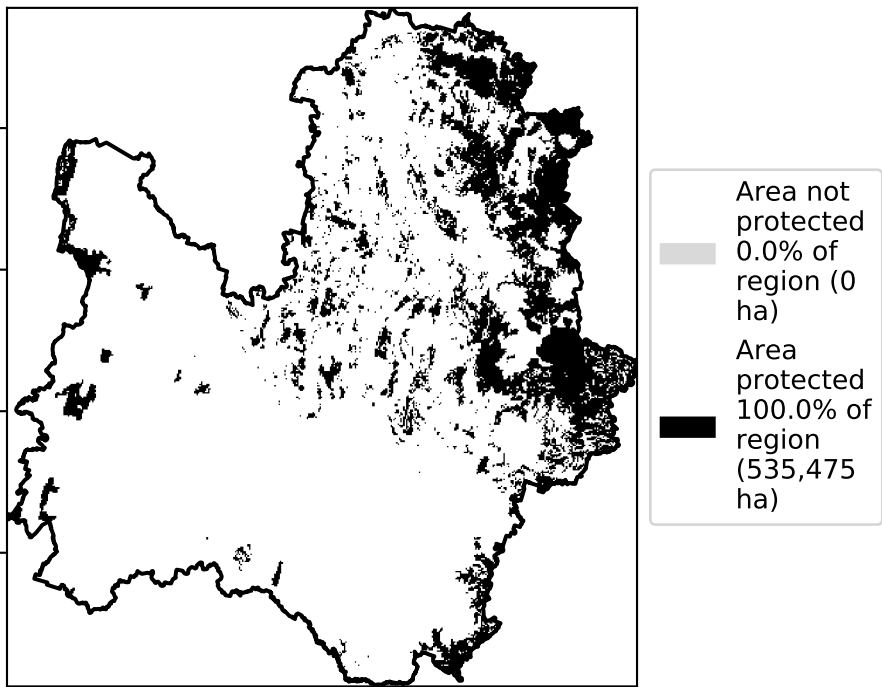 Area not
protected
0.0% of
region (0
ha)
Area
protected
100.0% of
region
(535,475
ha)